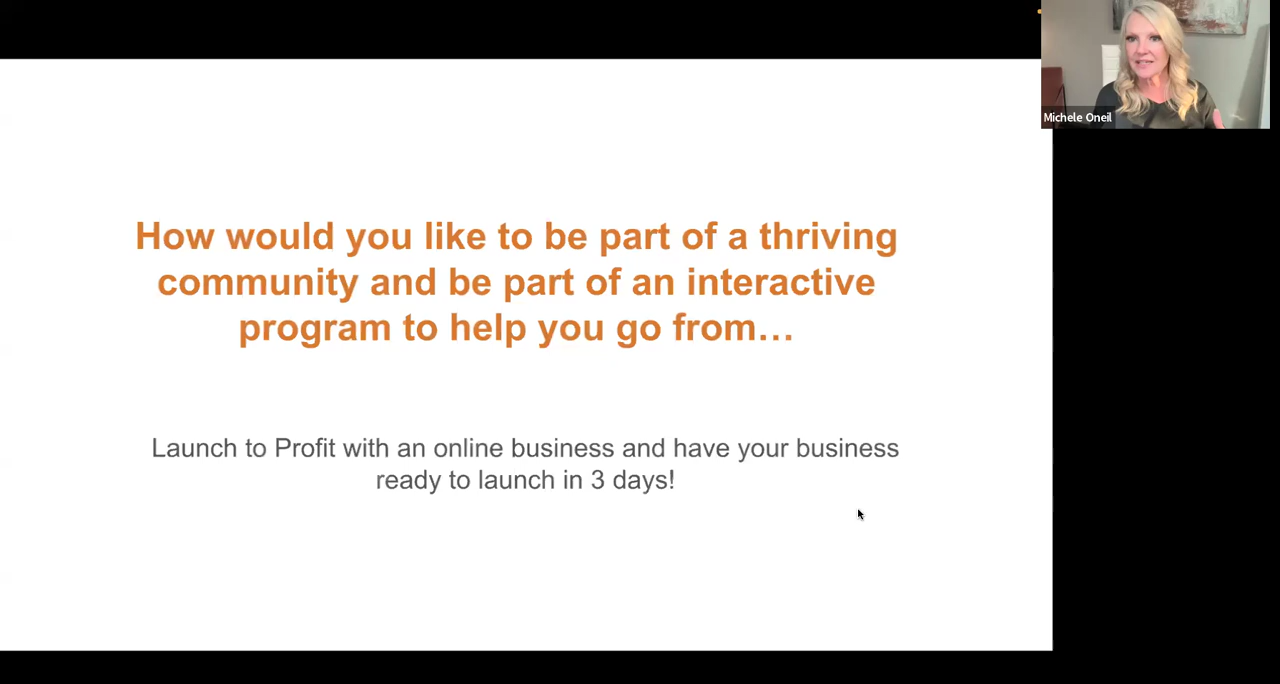 Michele Oneil
How would you like to be part of a thriving
community and be part of an interactive
program to help you go from…
Launch to Profit with an online business and have your business
ready to launch in 3 days!